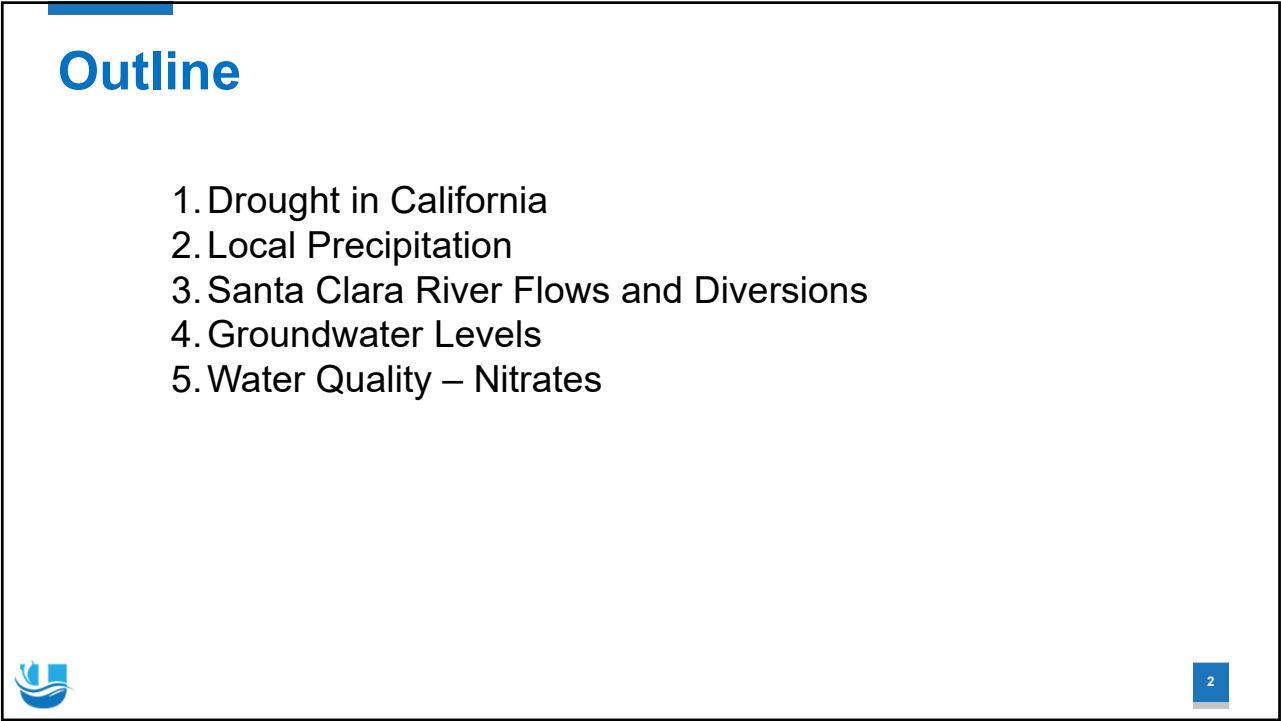 Outline
1. Drought in California
2. Local Precipitation
3. Santa Clara River Flows and Diversions
4. Groundwater Levels
5. Water Quality – Nitrates
2